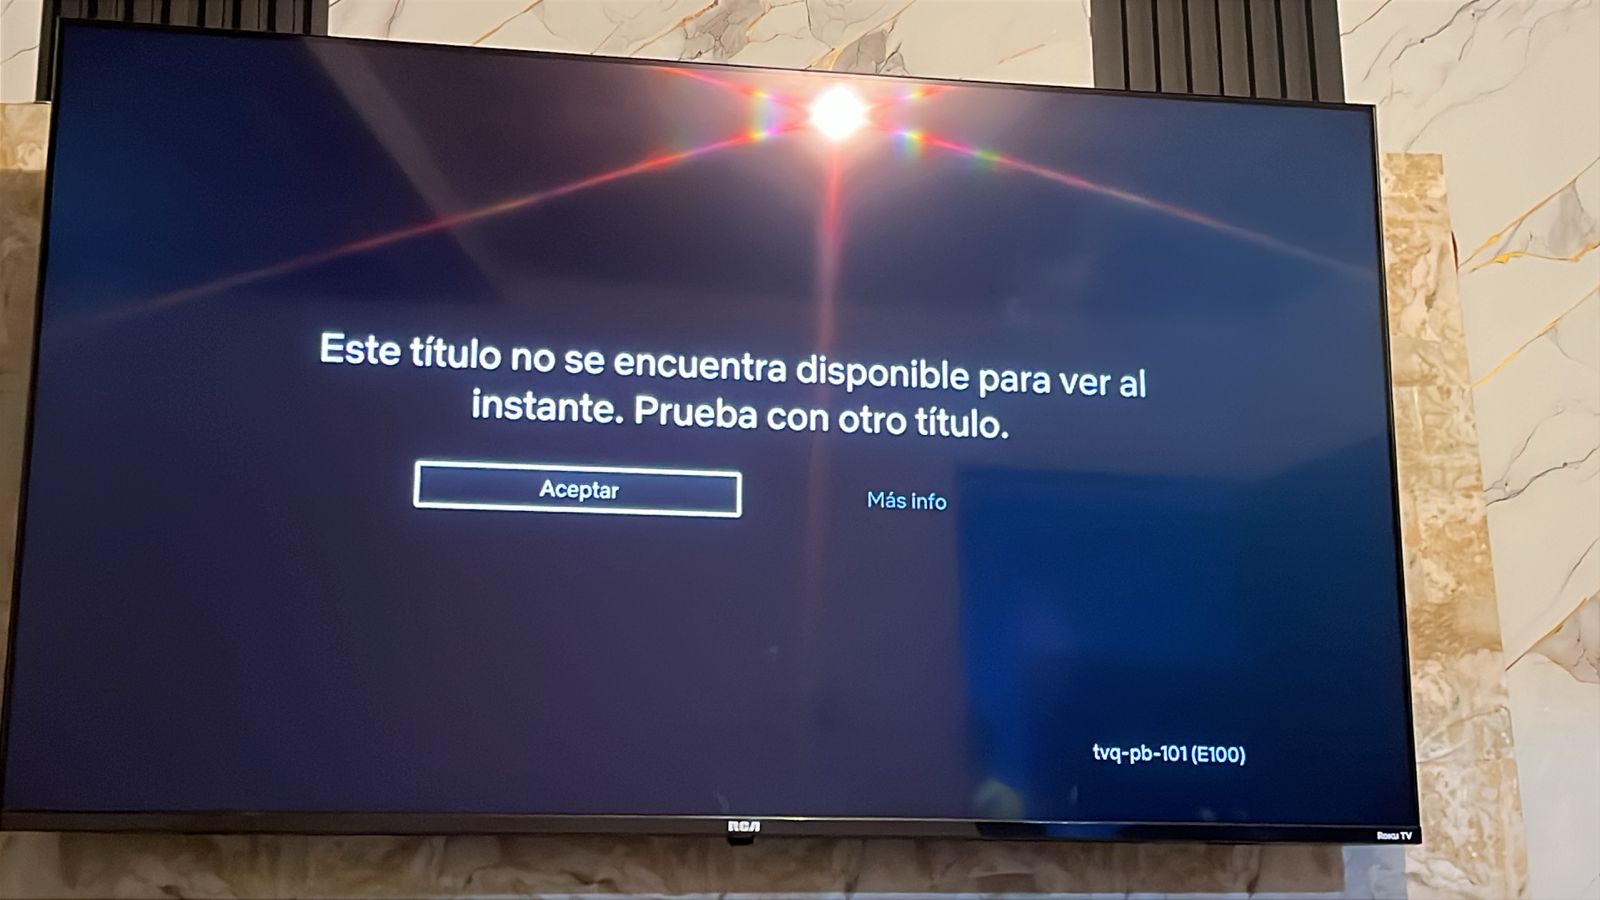 Este título no se encuentra disponible para ver al
instante. Prueba con otro título.
Aceptar
Más info
tvq-pb-101 (E100)
RCA
Roku TV